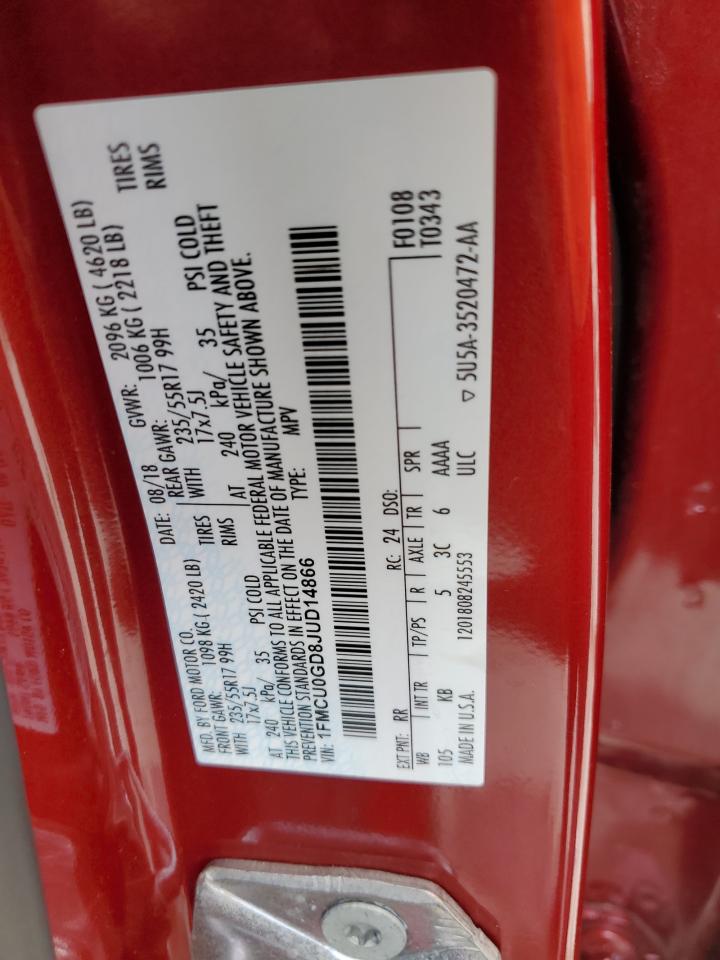 MFD. BY FORD MOTOR CO. DATE: 08/18 GVWR: 2096 KG ( 4620 LB)
FRONT GAWR: 1098 KG ( 2420 LB) REAR GAWR: 1006 KG ( 2218 LB)
WITH 235/55R17 99H TIRES WITH 235/55R17 99H TIRES
17x7.5J RIMS 17x7.5J RIMS
AT 240 kPa/ 35 PSI COLD AT 240 kPa/ 35 PSI COLD
THIS VEHICLE CONFORMS TO ALL APPLICABLE FEDERAL MOTOR VEHICLE SAFETY AND THEFT
PREVENTION STANDARDS IN EFFECT ON THE DATE OF MANUFACTURE SHOWN ABOVE.
VIN: 1FMCU0GD8JUD14866 TYPE: MPV
EXT PNT: RR RC: 24 DSO: F0108
WB INT TR TP/PS R AXLE TR SPR T0343
105 KB 5 3C 6 AAAA
MADE IN U.S.A. 1201808245553 ULC ▽ 5U5A-3520472-AA